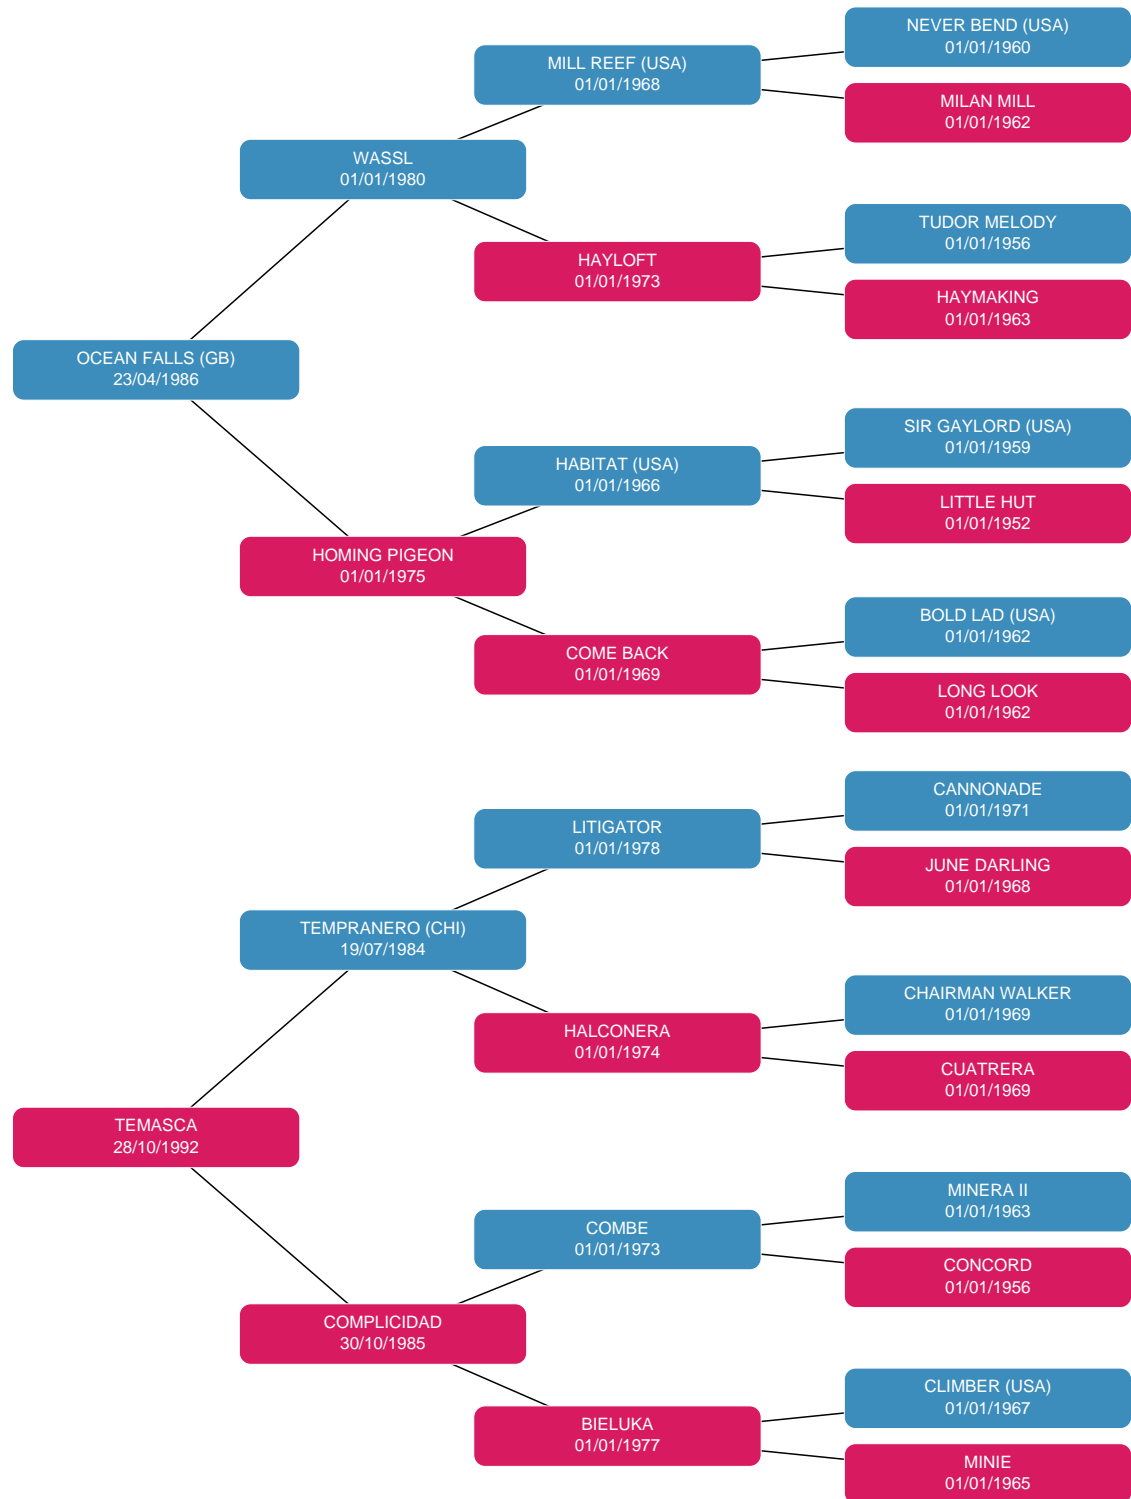 NEVER BEND (USA)
01/01/1960
MILL REEF (USA)
01/01/1968
MILAN MILL
01/01/1962
WASSL
01/01/1980
TUDOR MELODY
01/01/1956
HAYLOFT
01/01/1973
HAYMAKING
01/01/1963
OCEAN FALLS (GB)
23/04/1986
SIR GAYLORD (USA)
01/01/1959
HABITAT (USA)
01/01/1966
LITTLE HUT
01/01/1952
HOMING PIGEON
01/01/1975
BOLD LAD (USA)
01/01/1962
COME BACK
01/01/1969
LONG LOOK
01/01/1962
CANNONADE
01/01/1971
LITIGATOR
01/01/1978
JUNE DARLING
01/01/1968
TEMPRANERO (CHI)
19/07/1984
CHAIRMAN WALKER
01/01/1969
HALCONERA
01/01/1974
CUATRERA
01/01/1969
TEMASCA
28/10/1992
MINERA II
01/01/1963
COMBE
01/01/1973
CONCORD
01/01/1956
COMPLICIDAD
30/10/1985
CLIMBER (USA)
01/01/1967
BIELUKA
01/01/1977
MINIE
01/01/1965